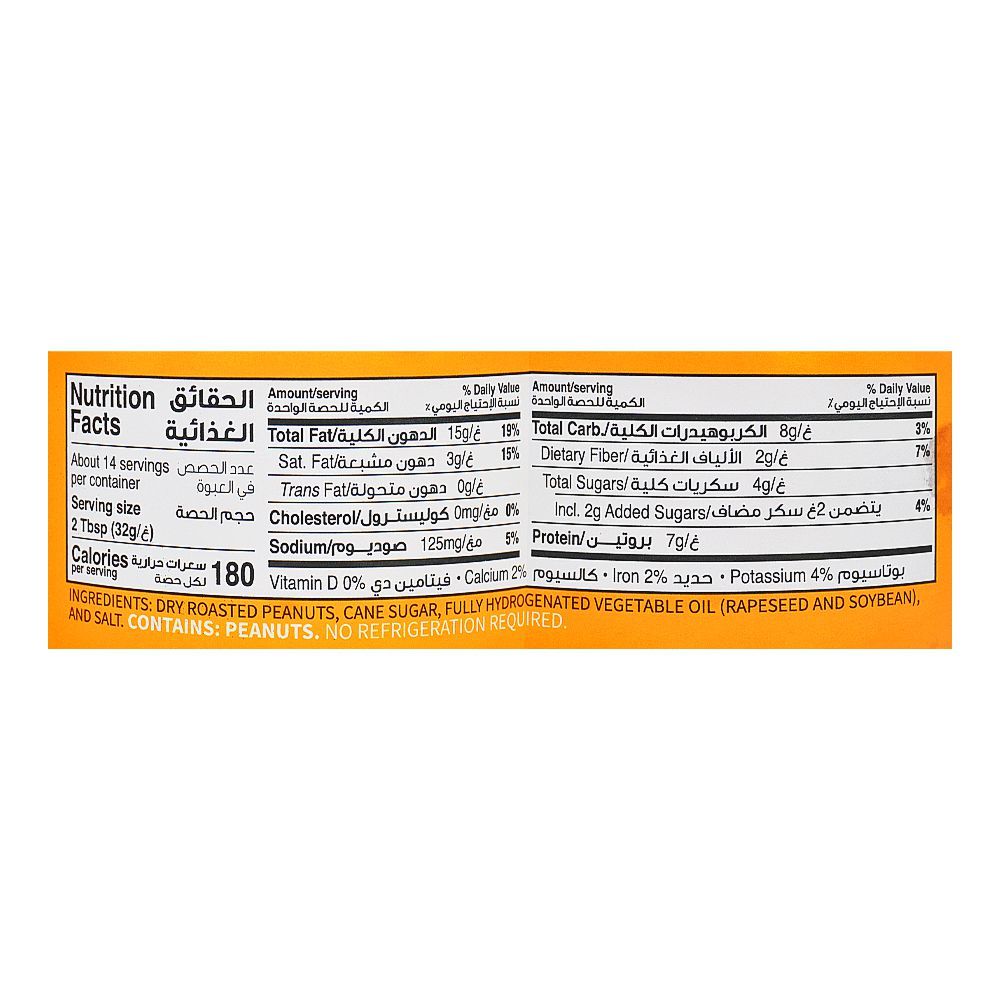 Nutrition الحقائق
Facts الغذائية
About 14 servings عدد الحصص
per container في العبوة
Serving size حجم الحصة
2 Tbsp (32g/غ)
Calories سعرات حرارية 180
per serving لكل حصة
Amount/serving % Daily Value
الكمية للحصة الواحدة نسبة الإحتياج اليومي٪
Total Fat/الدهون الكلية 15g/غ 19%
Sat. Fat/دهون مشبعة 3g/غ 15%
Trans Fat/دهون متحولة 0g/غ
Cholesterol/كوليسترول 0mg/مغ 0%
Sodium/صوديـــوم 125mg/مغ 5%
Amount/serving % Daily Value
الكمية للحصة الواحدة نسبة الإحتياج اليومي٪
Total Carb./الكربوهيدرات الكلية 8g/غ 3%
Dietary Fiber/الألياف الغذائية 2g/غ 7%
Total Sugars/سكريات كلية 4g/غ
Incl. 2g Added Sugars/يتضمن 2غ سكر مضاف 4%
Protein/بروتيـــن 7g/غ
Vitamin D 0% فيتامين دي • Calcium 2% كالسيوم • Iron 2% حديد • Potassium 4% بوتاسيوم
INGREDIENTS: DRY ROASTED PEANUTS, CANE SUGAR, FULLY HYDROGENATED VEGETABLE OIL (RAPESEED AND SOYBEAN),
AND SALT. CONTAINS: PEANUTS. NO REFRIGERATION REQUIRED.